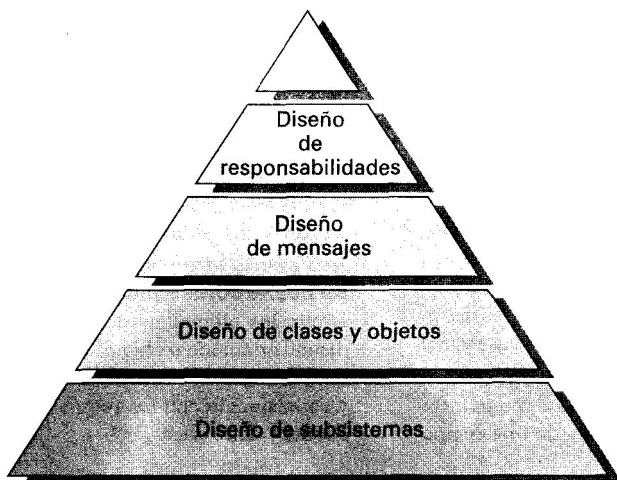 Diseño
de
responsabilidades
Diseño
de mensajes
Diseño de clases y objetos
Diseño de subsistemas